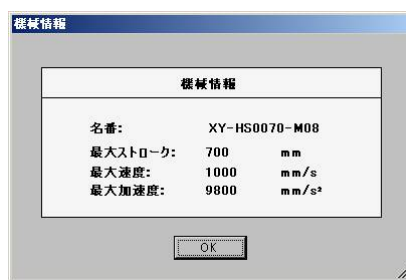 機械情報
機械情報
名番: XY-HS0070-M08
最大ストローク: 700 mm
最大速度: 1000 mm/s
最大加速度: 9800 mm/s²
OK